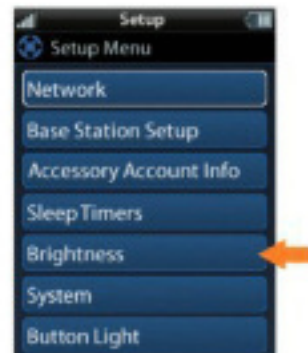 Setup
Setup Menu
Network
Base Station Setup
Accessory Account Info
Sleep Timers
Brightness
System
Button Light